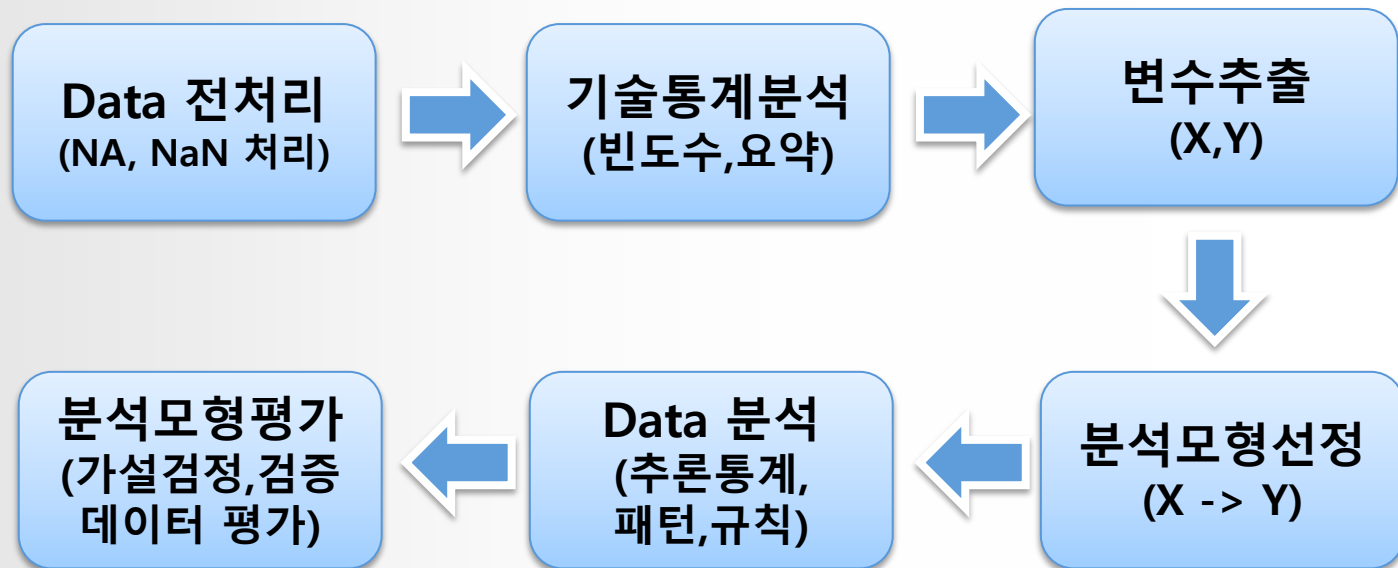 Data 전처리
(NA, NaN 처리)
기술통계분석
(빈도수,요약)
변수추출
(X,Y)
분석모형선정
(X -> Y)
Data 분석
(추론통계,
패턴,규칙)
분석모형평가
(가설검정,검증
데이터 평가)